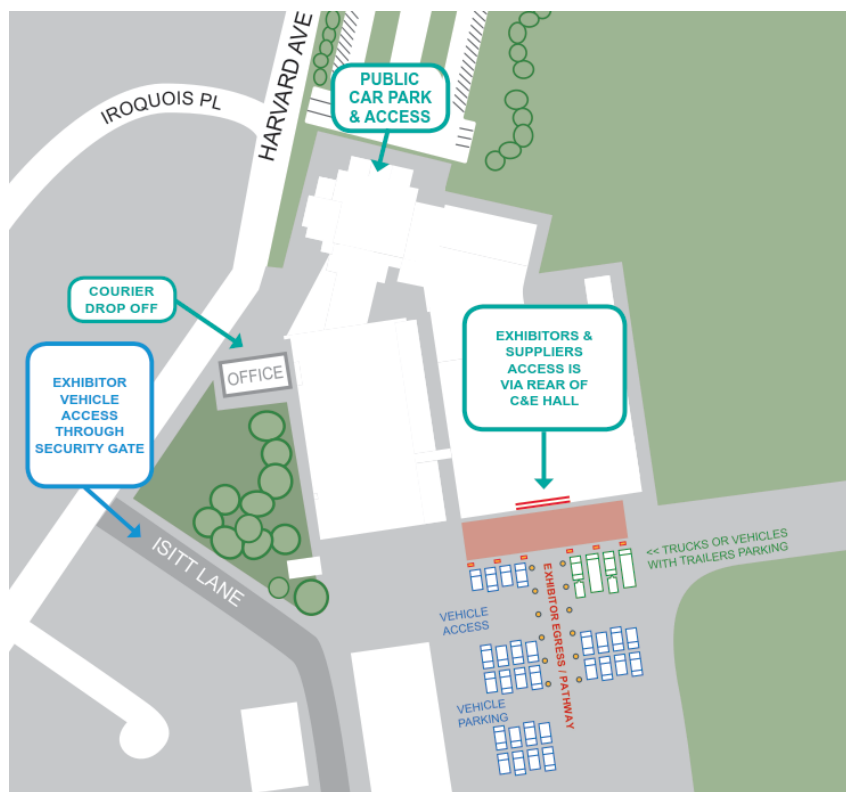 HARVARD AVE
IROQUOIS PL
PUBLIC
CAR PARK
& ACCESS
COURIER
DROP OFF
OFFICE
EXHIBITORS &
SUPPLIERS
ACCESS IS
VIA REAR OF
C&E HALL
EXHIBITOR
VEHICLE
ACCESS
THROUGH
SECURITY GATE
ISITT LANE
<< TRUCKS OR VEHICLES
WITH TRAILERS PARKING
EXHIBITOR EGRESS / PATHWAY
VEHICLE
ACCESS
VEHICLE
PARKING